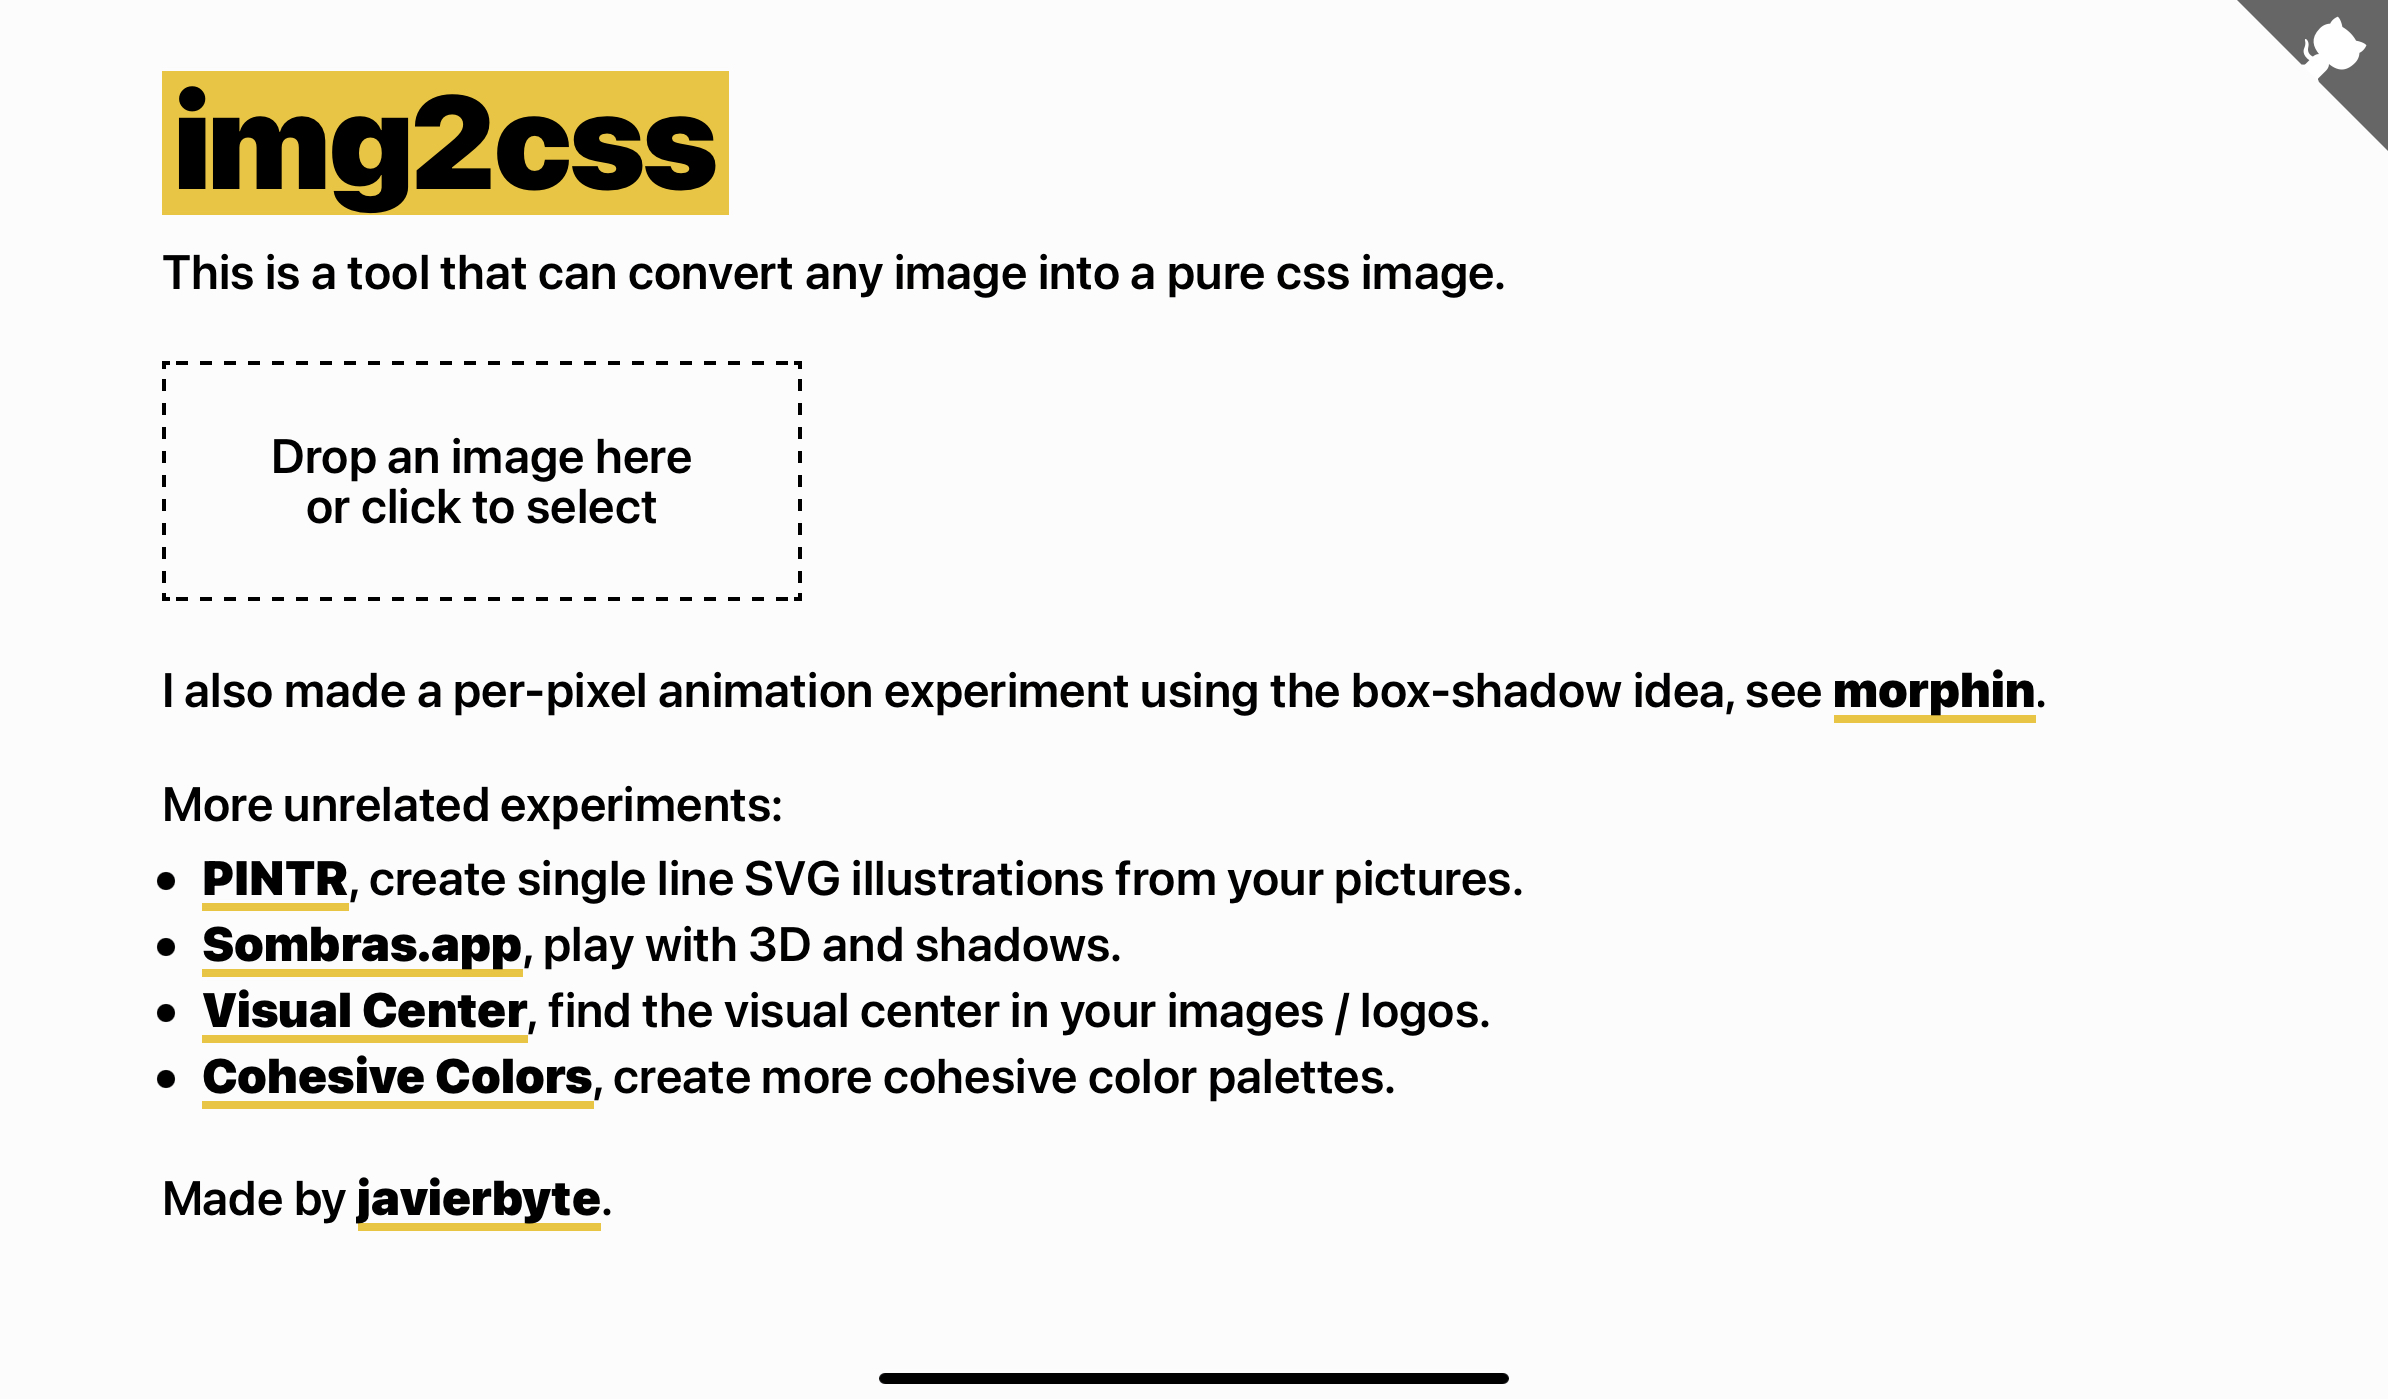 img2css
This is a tool that can convert any image into a pure css image.
Drop an image here
or click to select
I also made a per-pixel animation experiment using the box-shadow idea, see morphin.
More unrelated experiments:
• PINTR, create single line SVG illustrations from your pictures.
• Sombras.app, play with 3D and shadows.
• Visual Center, find the visual center in your images / logos.
• Cohesive Colors, create more cohesive color palettes.
Made by javierbyte.